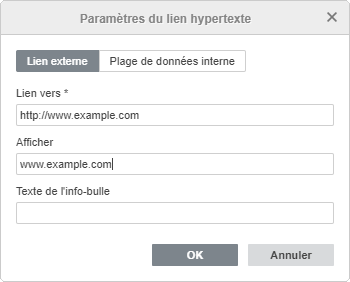 Paramètres du lien hypertexte
Lien externe Plage de données interne
Lien vers *
http://www.example.com
Afficher
www.example.com
Texte de l'info-bulle
OK Annuler